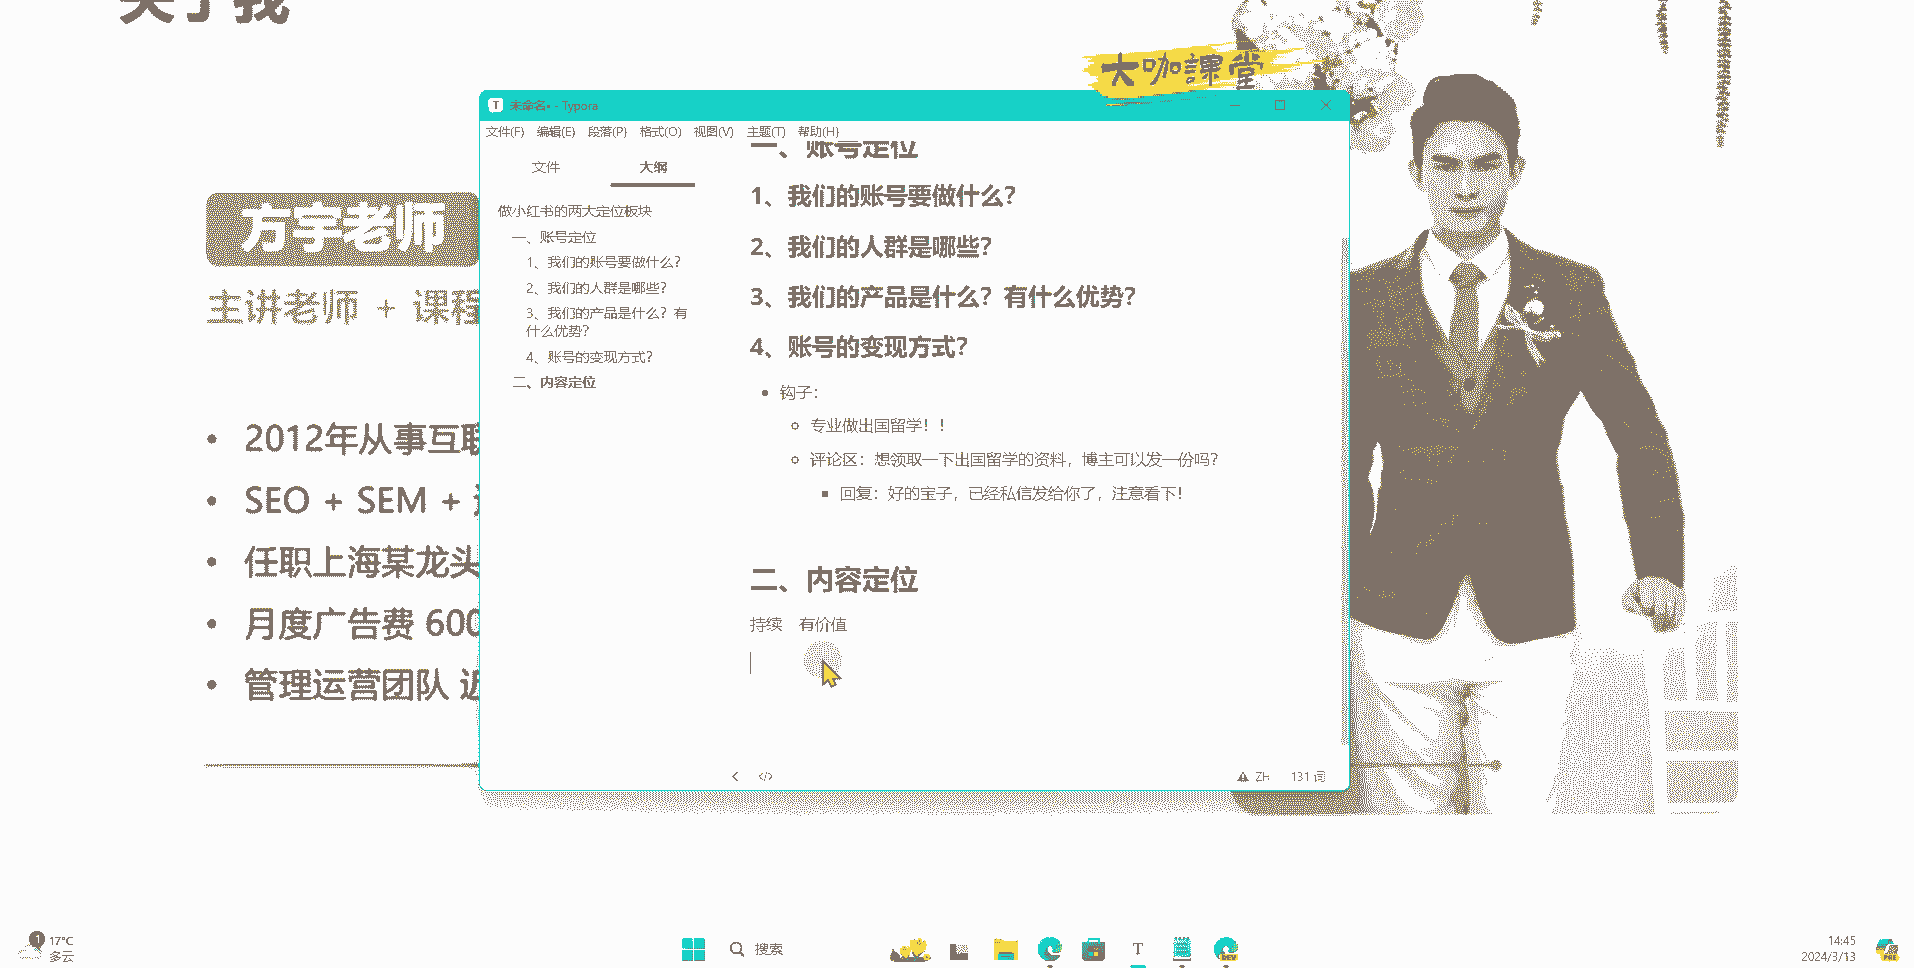 关于我
大咖課堂
方宇老师
主讲老师 + 课程
2012年从事互联
SEO + SEM +
任职上海某龙头
月度广告费 600
管理运营团队 近
未命名• - Typora
文件(F) 编辑(E) 段落(P) 格式(O) 视图(V) 主题(T) 帮助(H)
文件 大纲
做小红书的两大定位板块
一、账号定位
1、我们的账号要做什么?
2、我们的人群是哪些?
3、我们的产品是什么? 有
什么优势?
4、账号的变现方式?
二、内容定位
一、账号定位
1、我们的账号要做什么?
2、我们的人群是哪些?
3、我们的产品是什么? 有什么优势?
4、账号的变现方式?
钩子:
专业做出国留学! !
评论区: 想领取一下出国留学的资料, 博主可以发一份吗?
回复: 好的宝子, 已经私信发给你了, 注意看下!
二、内容定位
持续 有价值
ZH 131 词
1 17°C
多云
搜索
T
DEV
14:45
2024/3/13
PRE